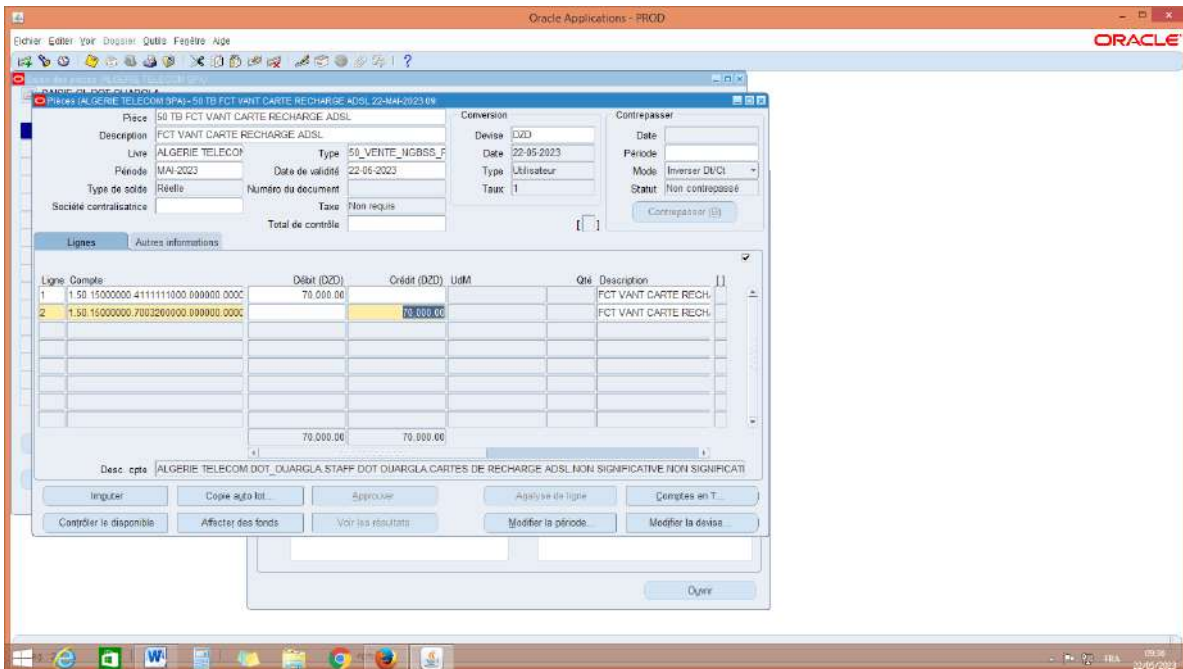 Oracle Applications - PROD
Fichier Editer Voir Dossier Outils Fenêtre Aide
ORACLE
Pièces (ALGERIE TELECOM SPA) - 50 TB FCT VANT CARTE RECHARGE ADSL 22-MAI-2023 09:
Pièce 50 TB FCT VANT CARTE RECHARGE ADSL
Description FCT VANT CARTE RECHARGE ADSL
Livre ALGERIE TELECOM Type 50_VENTE_NGBSS_F
Période MAI-2023 Date de validité 22-05-2023
Type de solde Réelle Numéro du document
Société centralisatrice Taxe Non requis
Total de contrôle
Conversion
Devise DZD
Date 22-05-2023
Type Utilisateur
Taux 1
Contrepasser
Date
Période
Mode Inverser Dt/Ct
Statut Non contrepassé
Contrepasser (G)
[ ]
Lignes Autres informations
Ligne Compte Débit (DZD) Crédit (DZD) UdM Qté Description [ ]
1 1.50.15000000.4111111000.000000.0000 70,000.00 FCT VANT CARTE RECH
2 1.50.15000000.7003200000.000000.0000 70,000.00 FCT VANT CARTE RECH
70,000.00 70,000.00
Desc. cpte ALGERIE TELECOM.DOT_OUARGLA.STAFF DOT OUARGLA.CARTES DE RECHARGE ADSL.NON SIGNIFICATIVE.NON SIGNIFICATI
Imputer Copie auto lot... Approuver Analyse de ligne Comptes en T...
Contrôler le disponible Affecter des fonds Voir les résultats Modifier la période... Modifier la devise...
Ouvrir
FRA
22/05/2023